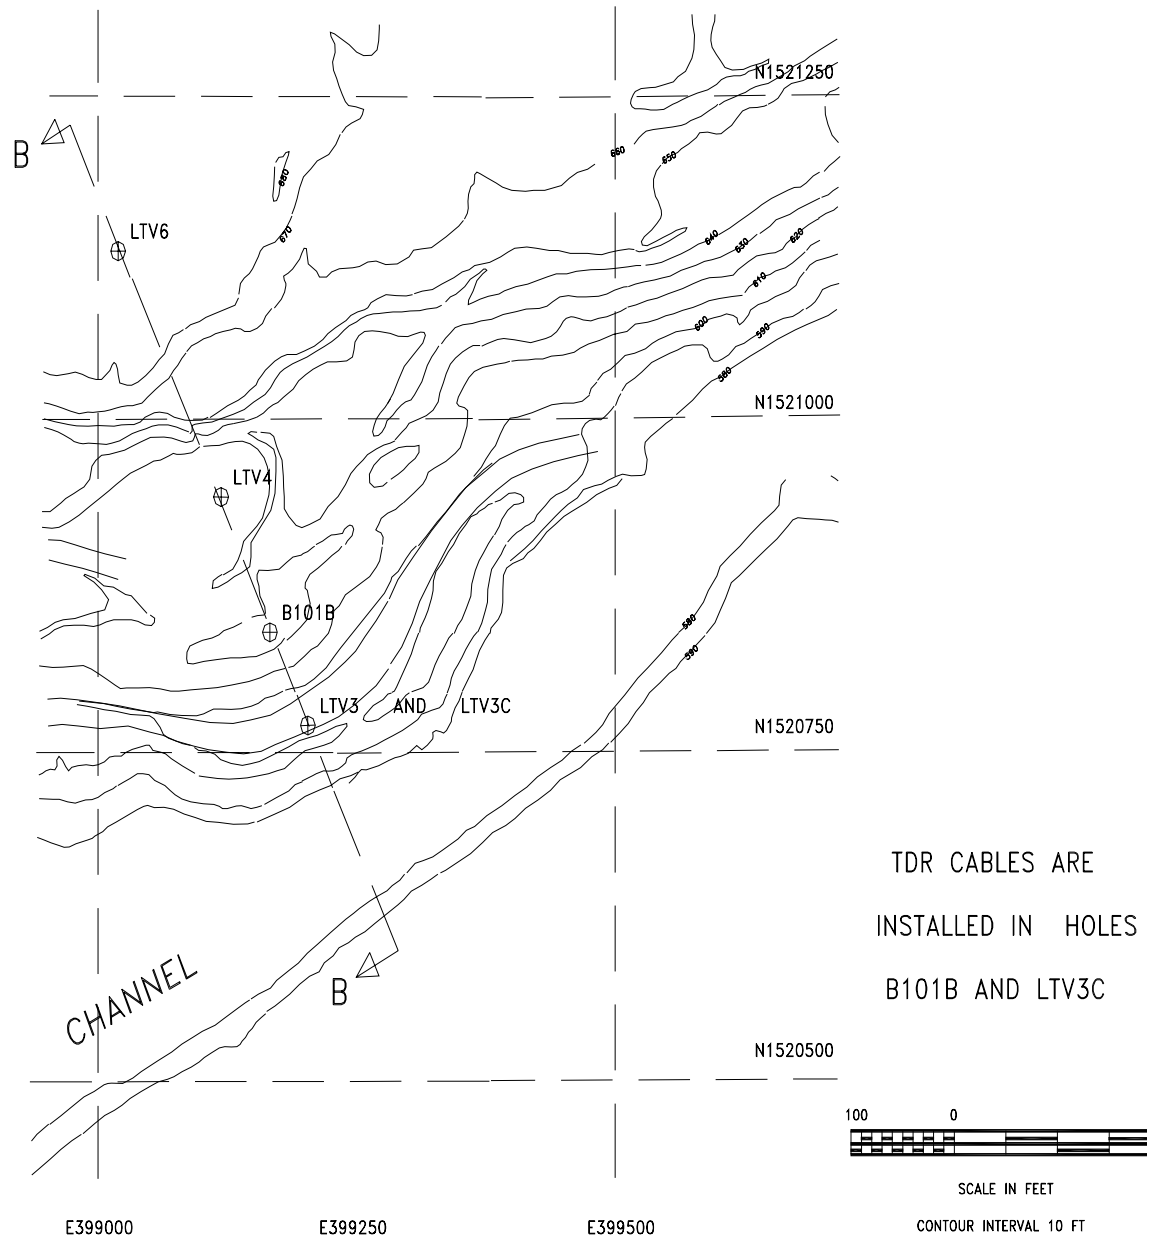 N1521250
B
660
650
680
LTV6
670
640
630
620
610
600
590
580
N1521000
LTV4
B101B
580
590
LTV3 AND LTV3C
N1520750
TDR CABLES ARE
INSTALLED IN HOLES
B101B AND LTV3C
CHANNEL
B
N1520500
100 0
SCALE IN FEET
CONTOUR INTERVAL 10 FT
E399000 E399250 E399500